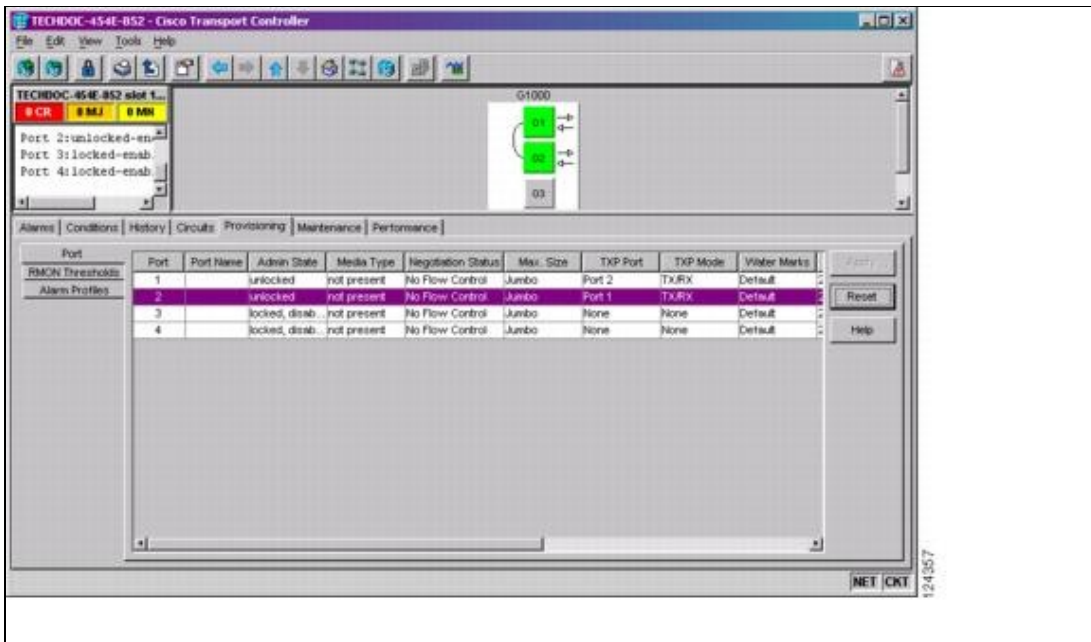 TECHDOC-454E-B52 - Cisco Transport Controller
File Edit View Tools Help
TECHDOC-454E-B52 slot 1...
0 CR 0 MJ 0 MN
Port 2:unlocked-en
Port 3:locked-enab.
Port 4:locked-enab.
G1000
01
02
03
Alarms Conditions History Circuits Provisioning Maintenance Performance
Port
RMON Thresholds
Alarm Profiles
Port Port Name Admin State Media Type Negotiation Status Max. Size TXP Port TXP Mode Water Marks
1 unlocked not present No Flow Control Jumbo Port 2 TX/RX Default
2 unlocked not present No Flow Control Jumbo Port 1 TX/RX Default
3 locked, disab... not present No Flow Control Jumbo None None Default
4 locked, disab... not present No Flow Control Jumbo None None Default
Apply
Reset
Help
NET CKT
124357